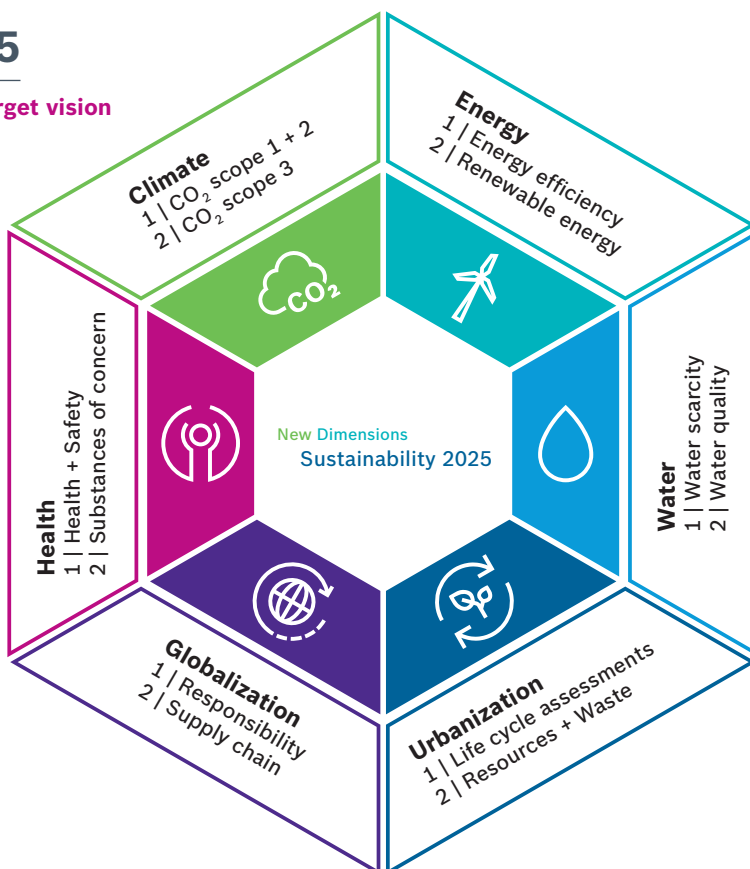 5
rget vision
Climate
1 | CO₂ scope 1 + 2
2 | CO₂ scope 3
Energy
1 | Energy efficiency
2 | Renewable energy
CO₂
Health
1 | Health + Safety
2 | Substances of concern
New Dimensions
Sustainability 2025
Water
1 | Water scarcity
2 | Water quality
Globalization
1 | Responsibility
2 | Supply chain
Urbanization
1 | Life cycle assessments
2 | Resources + Waste